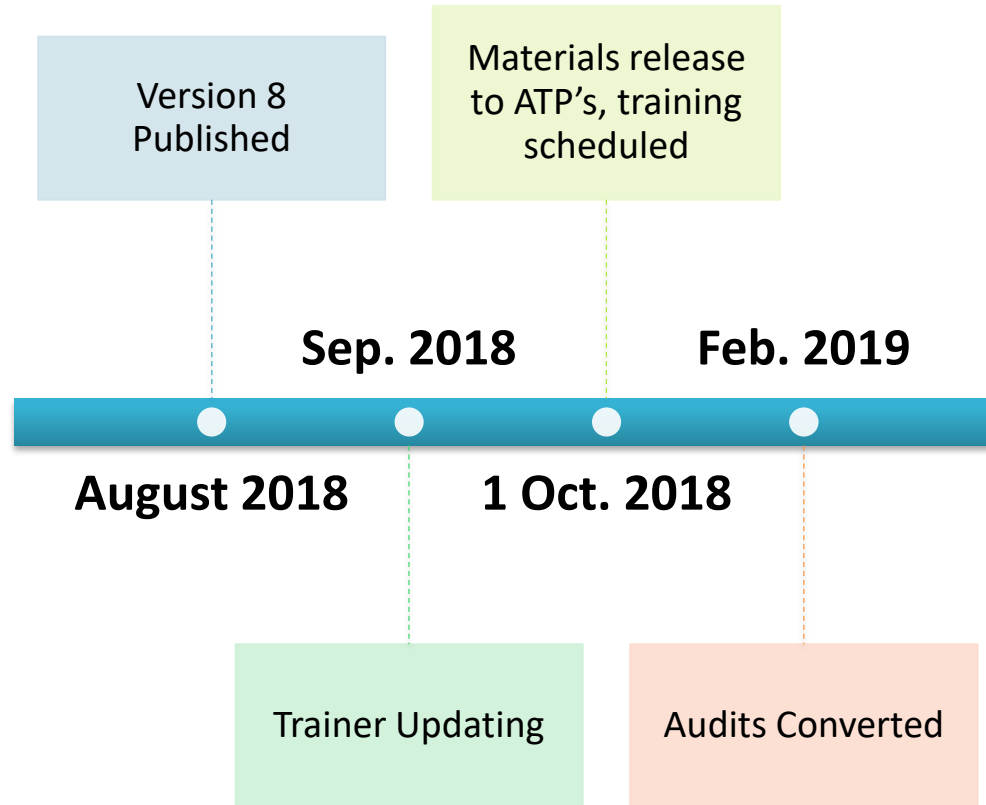 Version 8
Published
Materials release
to ATP’s, training
scheduled
Sep. 2018
Feb. 2019
August 2018
1 Oct. 2018
Trainer Updating
Audits Converted